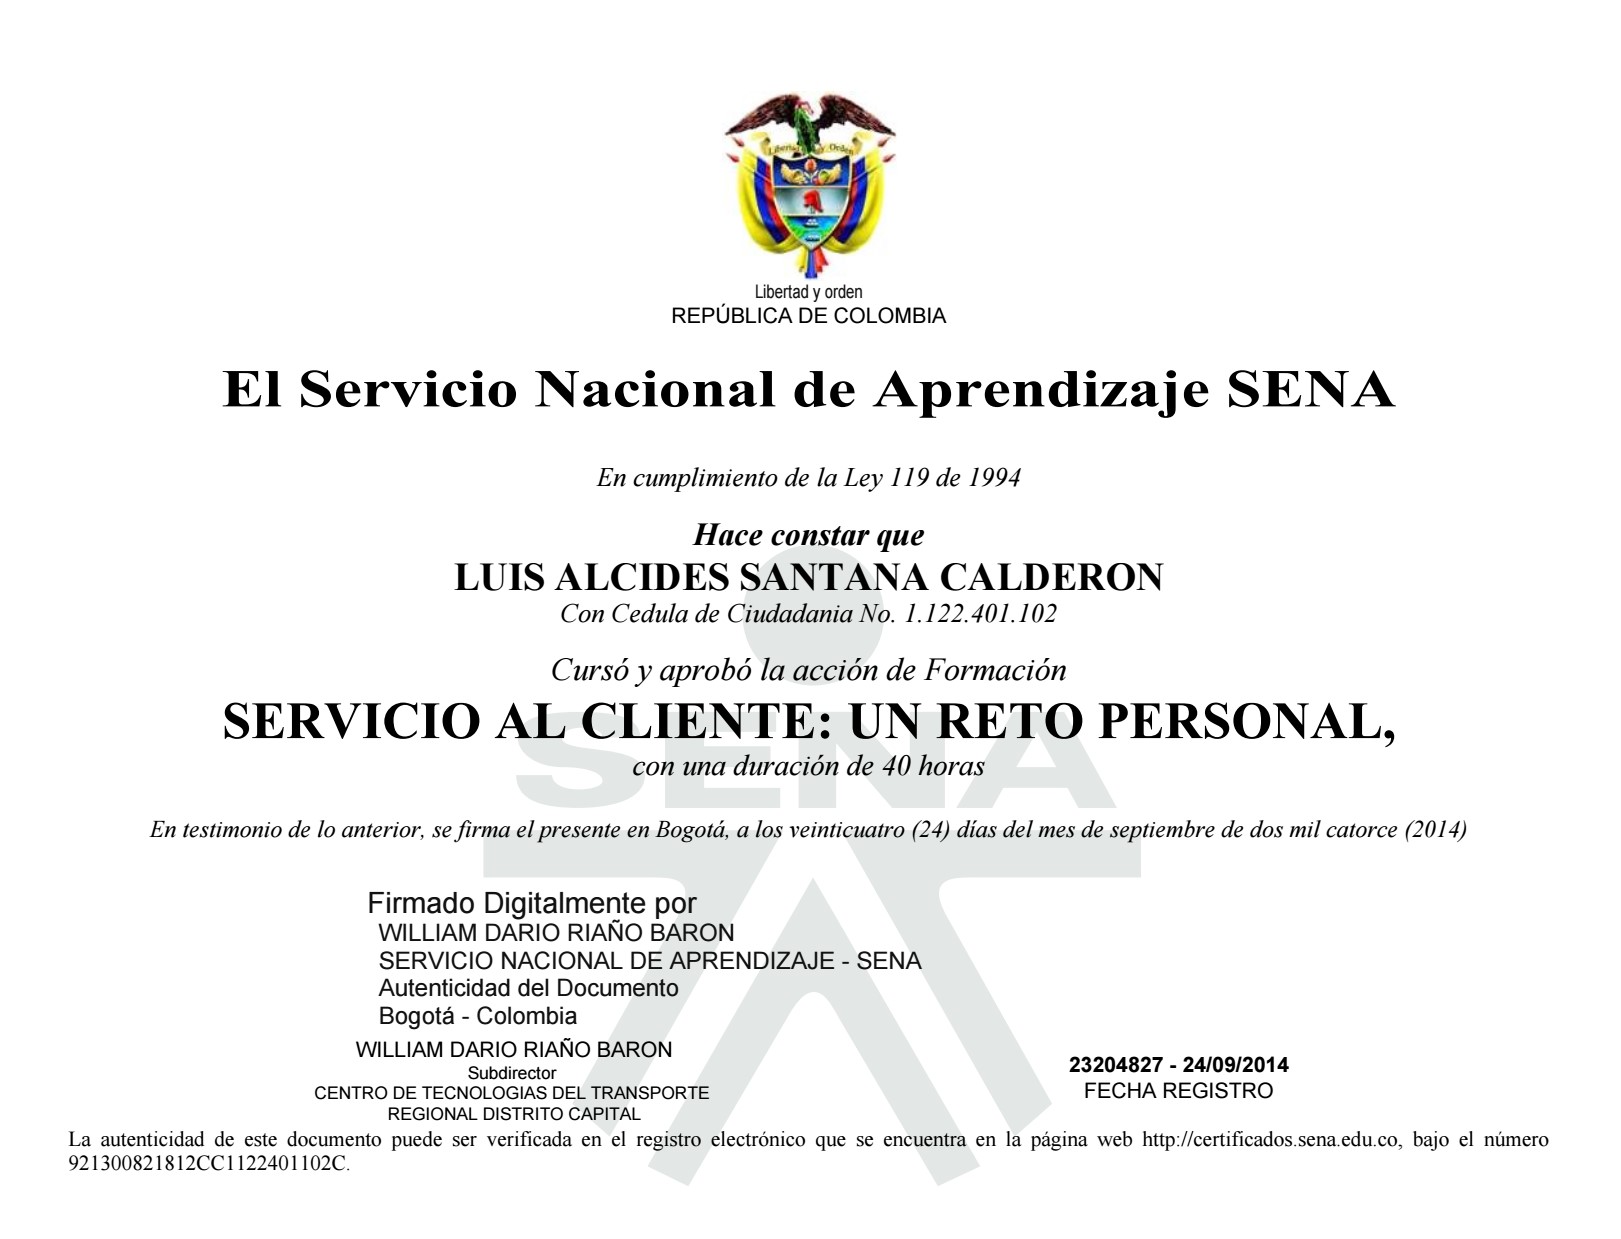 Libertad y Orden
Libertad y orden
REPÚBLICA DE COLOMBIA
El Servicio Nacional de Aprendizaje SENA
En cumplimiento de la Ley 119 de 1994
Hace constar que
LUIS ALCIDES SANTANA CALDERON
Con Cedula de Ciudadania No. 1.122.401.102
Cursó y aprobó la acción de Formación
SERVICIO AL CLIENTE: UN RETO PERSONAL,
SENA
con una duración de 40 horas
En testimonio de lo anterior, se firma el presente en Bogotá, a los veinticuatro (24) días del mes de septiembre de dos mil catorce (2014)
Firmado Digitalmente por
WILLIAM DARIO RIAÑO BARON
SERVICIO NACIONAL DE APRENDIZAJE - SENA
Autenticidad del Documento
Bogotá - Colombia
WILLIAM DARIO RIAÑO BARON
Subdirector
CENTRO DE TECNOLOGIAS DEL TRANSPORTE
REGIONAL DISTRITO CAPITAL
23204827 - 24/09/2014
FECHA REGISTRO
La autenticidad de este documento puede ser verificada en el registro electrónico que se encuentra en la página web http://certificados.sena.edu.co, bajo el número
921300821812CC1122401102C.